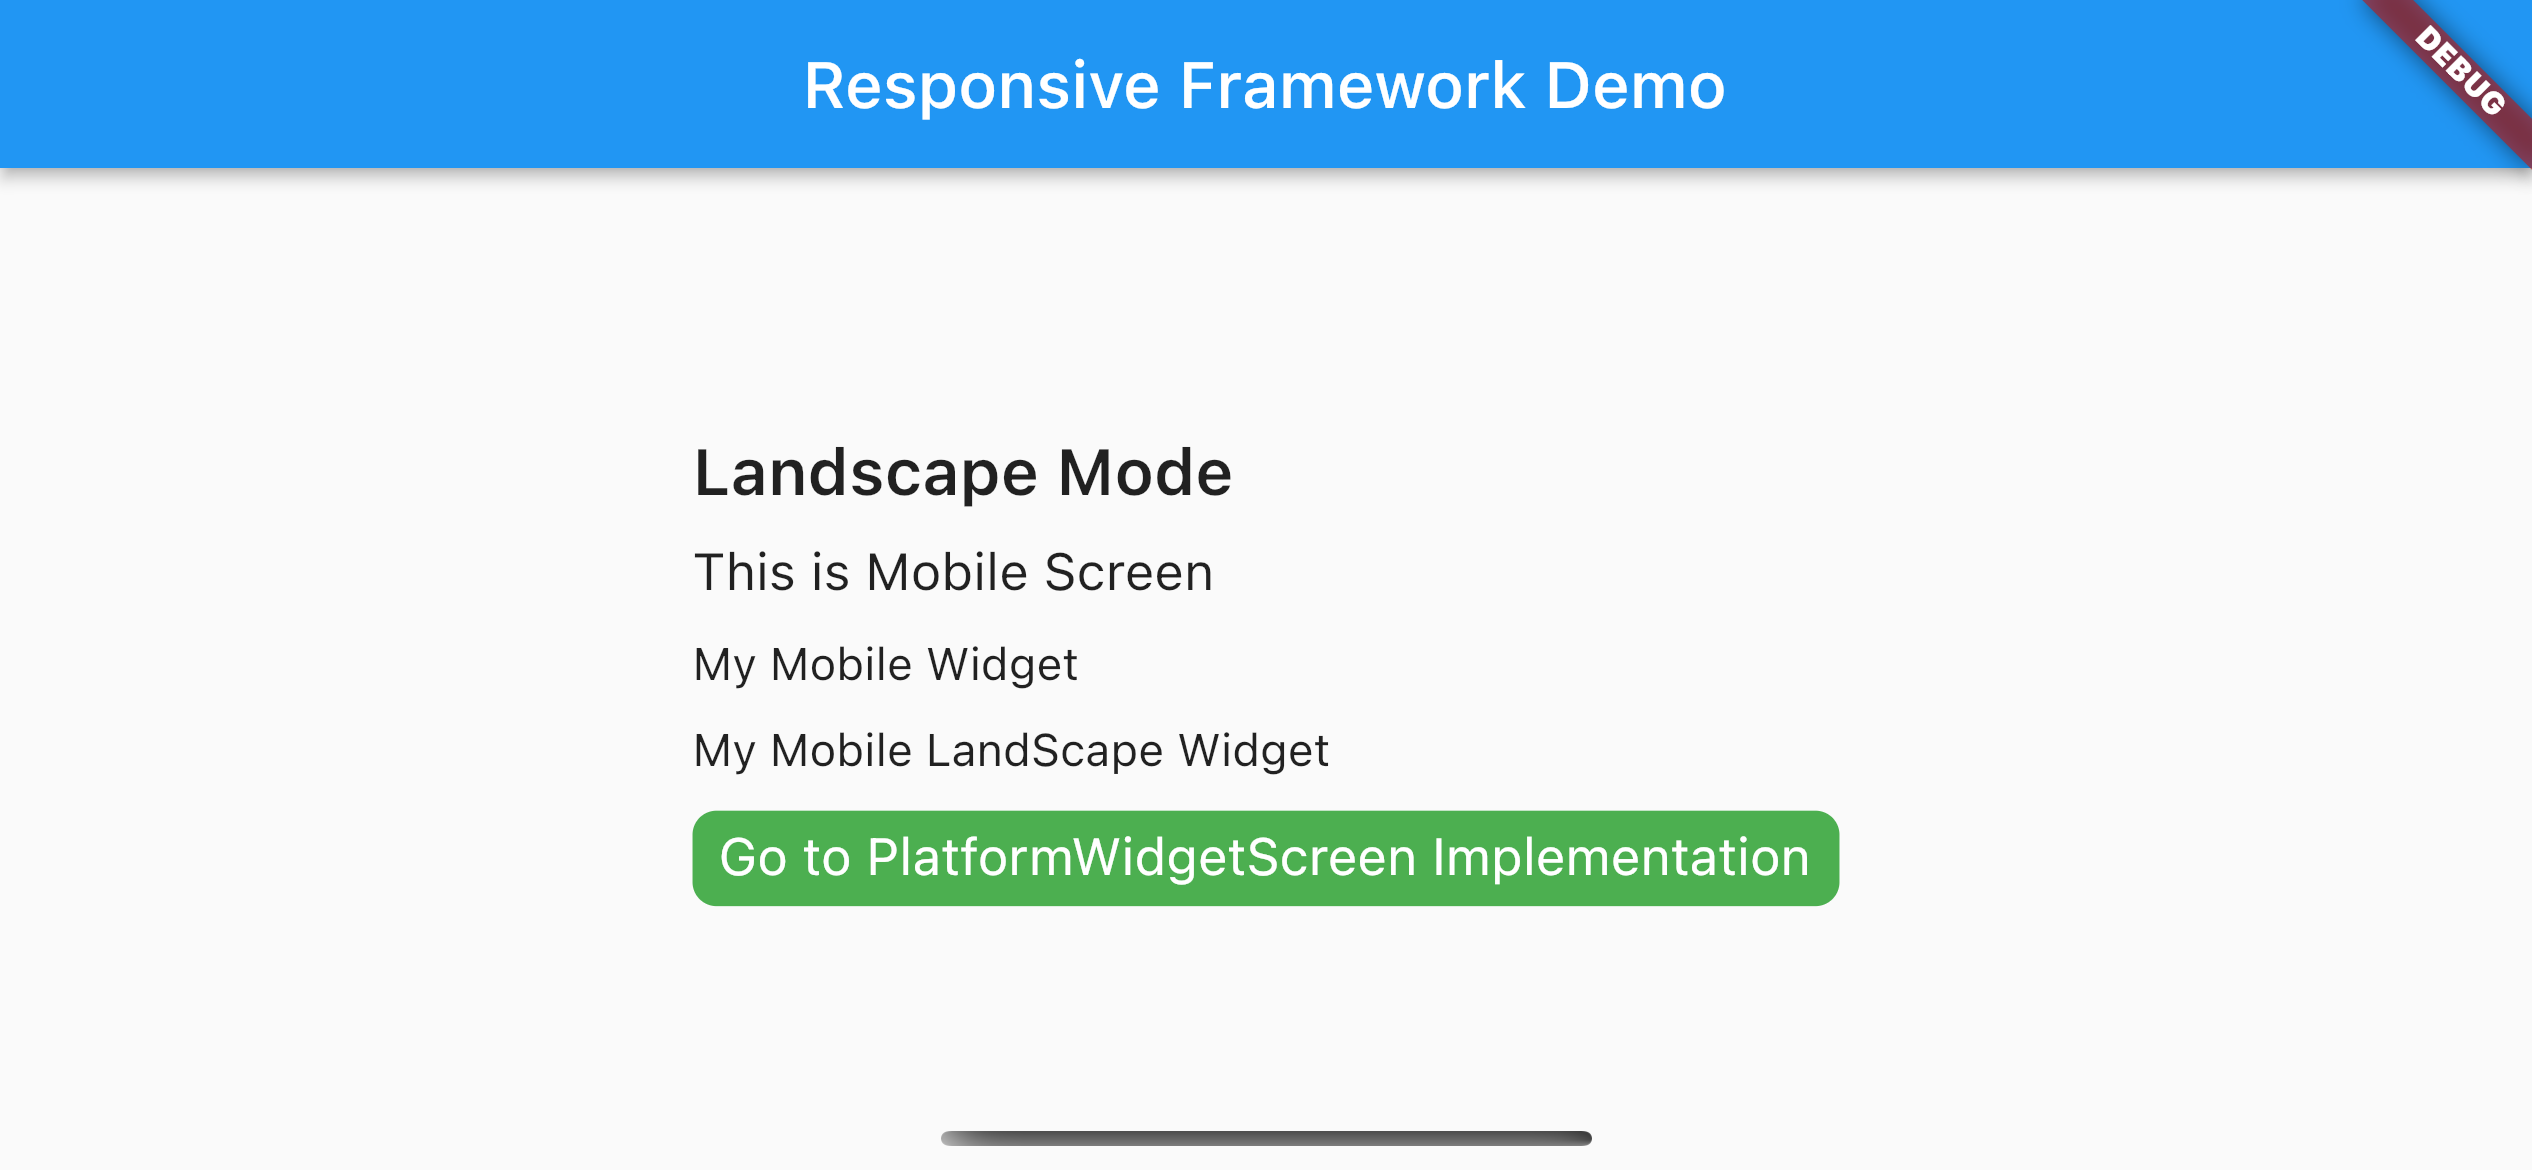 Responsive Framework Demo
DEBUG
Landscape Mode
This is Mobile Screen
My Mobile Widget
My Mobile LandScape Widget
Go to PlatformWidgetScreen Implementation